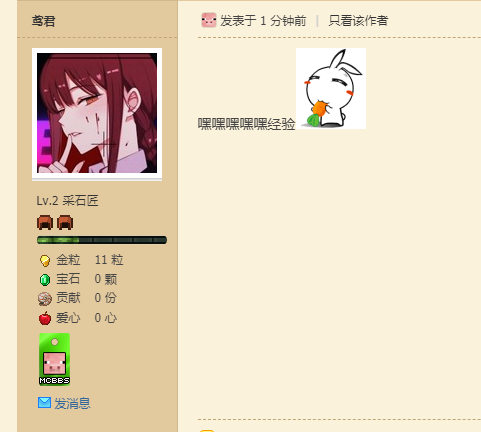 鸢君
发表于 1 分钟前 | 只看该作者
嘿嘿嘿嘿嘿经验
Lv.2 采石匠
金粒 11 粒
宝石 0 颗
贡献 0 份
爱心 0 心
MCBBS
发消息